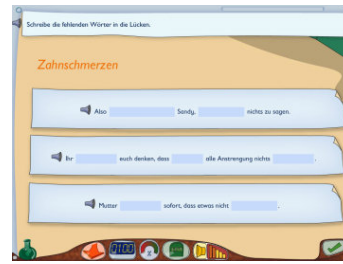 Schreibe die fehlenden Wörter in die Lücken.
Zahnschmerzen
Also Sandy, nichts zu sagen.
Ihr euch denken, dass alle Anstrengung nichts .
Mutter sofort, dass etwas nicht .